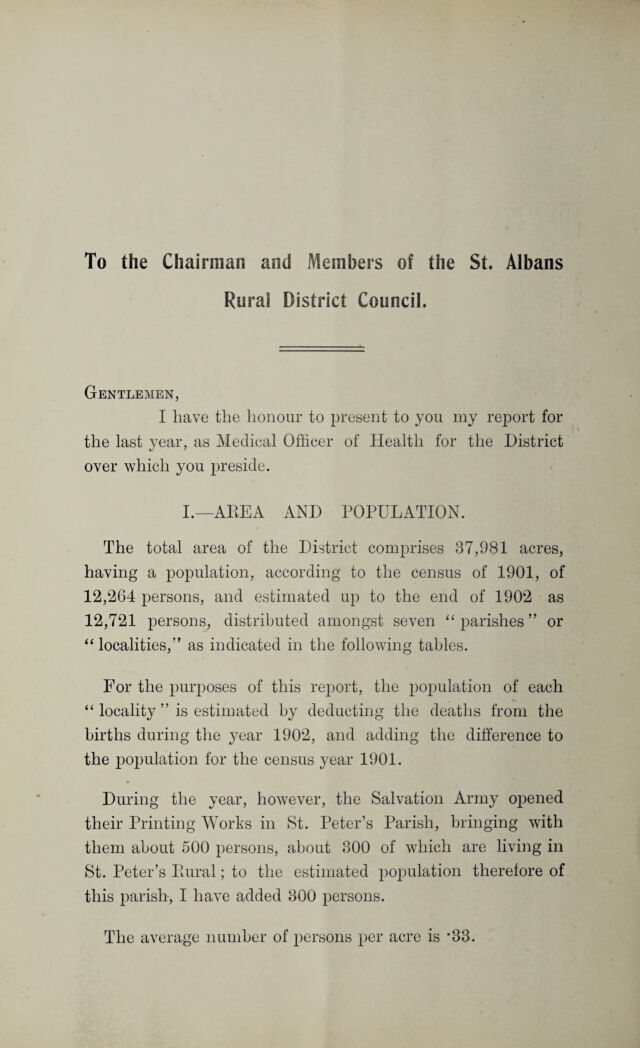 To the Chairman and Members of the St. Albans
Rural District Council.
Gentlemen,
I have the honour to present to you my report for
the last year, as Medical Officer of Health for the District
over which you preside.
I.—AREA AND POPULATION.
The total area of the District comprises 37,981 acres,
having a population, according to the census of 1901, of
12,264 persons, and estimated up to the end of 1902 as
12,721 persons, distributed amongst seven “ parishes ” or
“ localities,” as indicated in the following tables.
For the purposes of this report, the population of each
“ locality ” is estimated by deducting the deaths from the
births during the year 1902, and adding the difference to
the population for the census year 1901.
During the year, however, the Salvation Army opened
their Printing Works in St. Peter’s Parish, bringing with
them about 500 persons, about 300 of which are living in
St. Peter’s Rural ; to the estimated population therefore of
this parish, I have added 300 persons.
The average number of persons per acre is ·33.